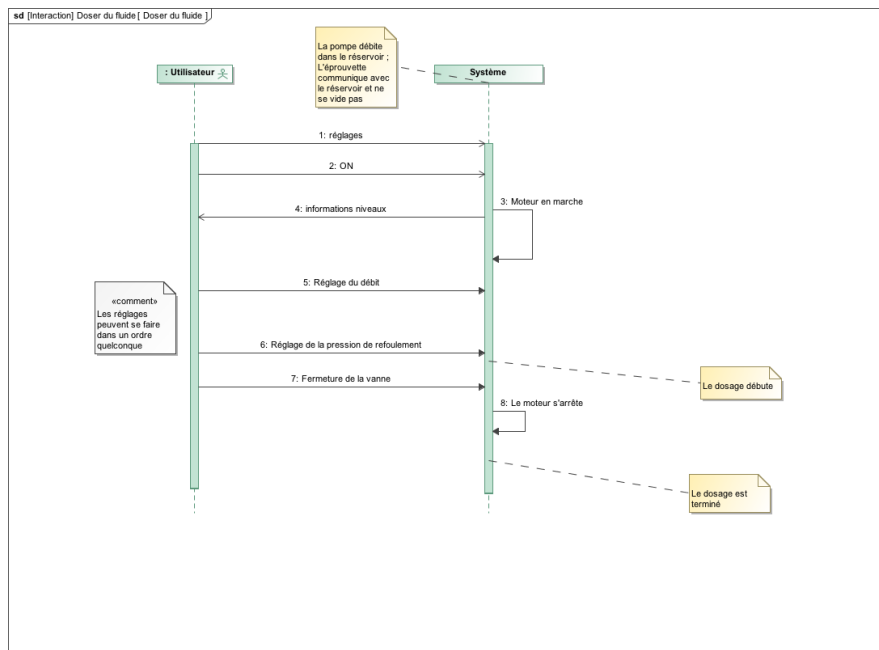 sd [Interaction] Doser du fluide [ Doser du fluide ]
La pompe débite
dans le réservoir ;
L'éprouvette
communique avec
le réservoir et ne
se vide pas
: Utilisateur
Système
1: réglages
2: ON
3: Moteur en marche
4: informations niveaux
5: Réglage du débit
«comment»
Les réglages
peuvent se faire
dans un ordre
quelconque
6: Réglage de la pression de refoulement
7: Fermeture de la vanne
Le dosage débute
8: Le moteur s'arrête
Le dosage est
terminé